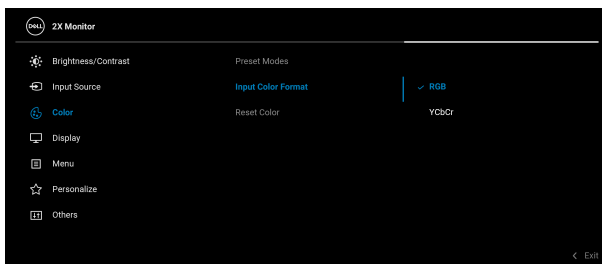 DELL 2X Monitor
Brightness/Contrast Preset Modes
Input Source Input Color Format RGB
Color Reset Color YCbCr
Display
Menu
Personalize
Others
Exit